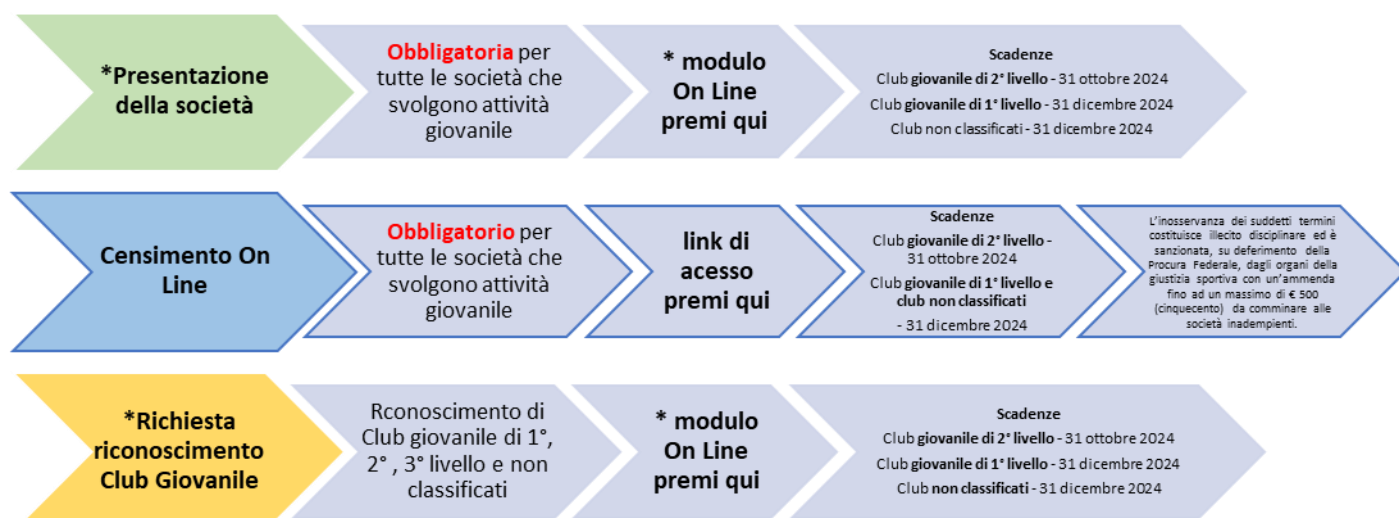 *Presentazione
della società
Obbligatoria per
tutte le società che
svolgono attività
giovanile
* modulo
On Line
premi qui
Scadenze
Club giovanile di 2° livello - 31 ottobre 2024
Club giovanile di 1° livello - 31 dicembre 2024
Club non classificati - 31 dicembre 2024
Censimento On
Line
Obbligatorio per
tutte le società che
svolgono attività
giovanile
link di
acesso
premi qui
Scadenze
Club giovanile di 2° livello -
31 ottobre 2024
Club giovanile di 1° livello e
club non classificati
- 31 dicembre 2024
L'inosservanza dei suddetti termini
costituisce illecito disciplinare ed è
sanzionata, su deferimento della
Procura Federale, dagli organi della
giustizia sportiva con un'ammenda
fino ad un massimo di € 500
(cinquecento) da comminare alle
società inadempienti.
*Richiesta
riconoscimento
Club Giovanile
Rconoscimento di
Club giovanile di 1°,
2° , 3° livello e non
classificati
* modulo
On Line
premi qui
Scadenze
Club giovanile di 2° livello - 31 ottobre 2024
Club giovanile di 1° livello - 31 dicembre 2024
Club non classificati - 31 dicembre 2024